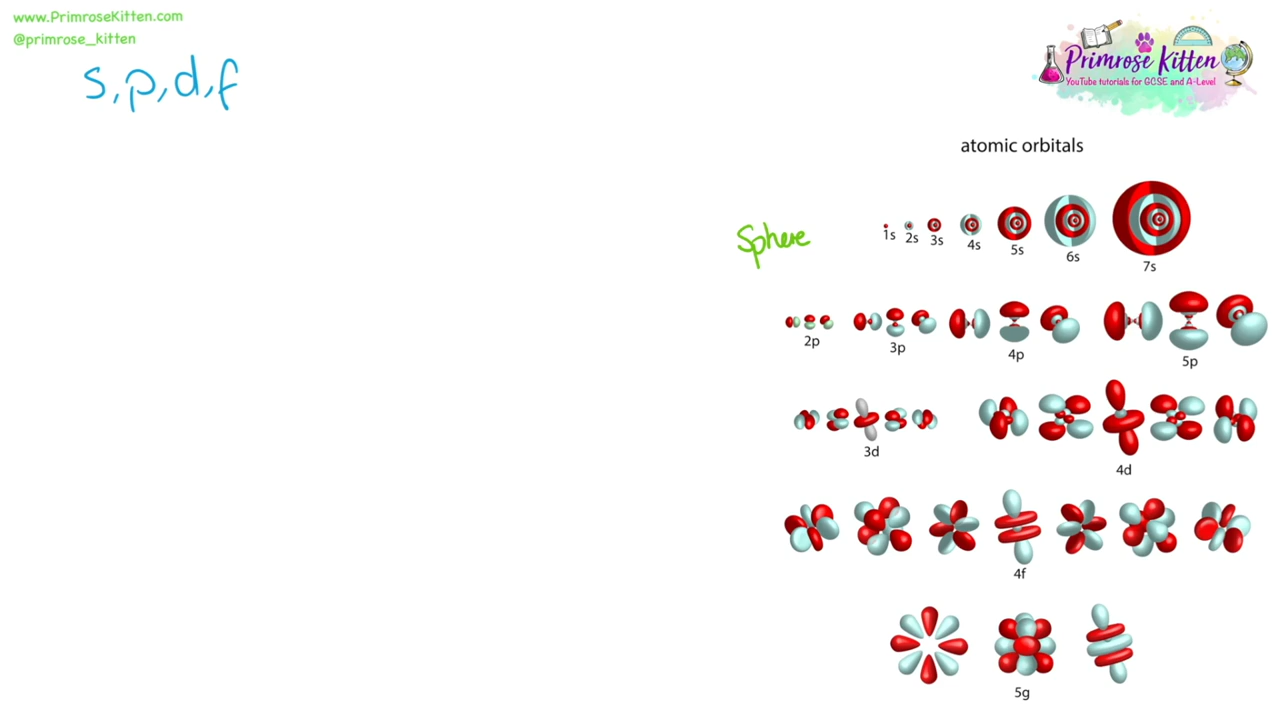 www.PrimroseKitten.com
@primrose_kitten
s, p, d, f
Primrose Kitten
YouTube tutorials for GCSE and A-Level
atomic orbitals
Sphere
1s 2s 3s 4s 5s 6s 7s
2p 3p 4p 5p
3d 4d
4f
5g